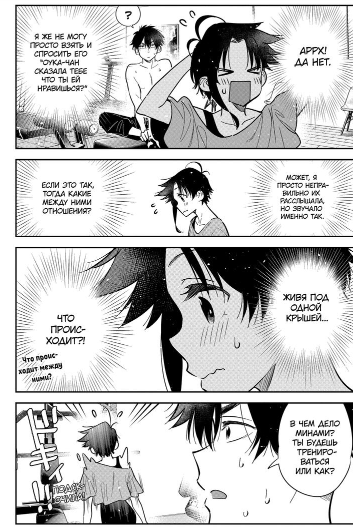 ?
АРРХ!
ДА НЕТ.
Я ЖЕ НЕ МОГУ
ПРОСТО ВЗЯТЬ И
СПРОСИТЬ ЕГО
"ОУКА-ЧАН
СКАЗАЛА ТЕБЕ
ЧТО ТЫ ЕЙ
НРАВИШЬСЯ?"
МОЖЕТ, Я
ПРОСТО НЕПРА-
ВИЛЬНО ИХ
РАССЛЫШАЛА,
НО ЗВУЧАЛО
ИМЕННО ТАК.
ЕСЛИ ЭТО ТАК,
ТОГДА КАКИЕ
МЕЖДУ НИМИ
ОТНОШЕНИЯ?
ЖИВЯ ПОД
ОДНОЙ
КРЫШЕЙ...
ЧТО
ПРОИС-
ХОДИТ?!
Что проис-
ходит между
ними?
В ЧЕМ ДЕЛО
МИНАМИ?
ТЫ БУДЕШЬ
ТРЕНИРО-
ВАТЬСЯ
ИЛИ КАК?